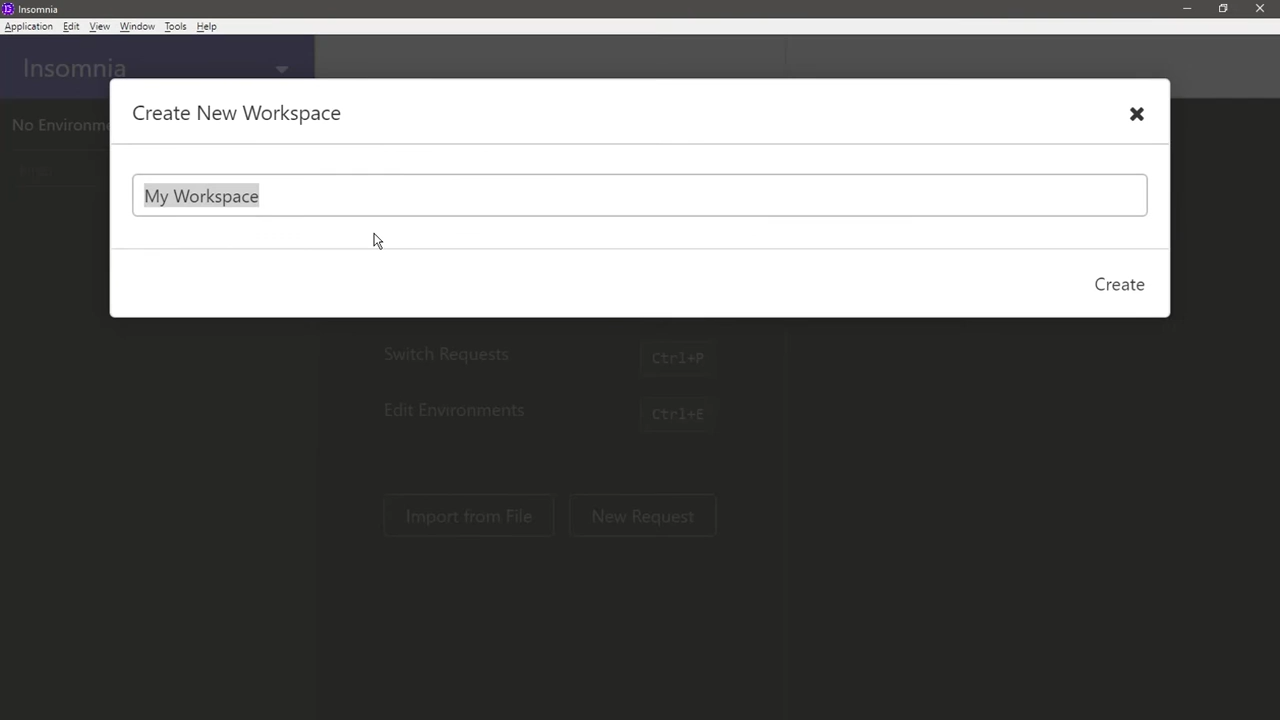 Insomnia
Application Edit View Window Tools Help
Insomnia
Create New Workspace
No Environme
My Workspace
Create
Switch Requests Ctrl+P
Edit Environments Ctrl+E
Import from File New Request